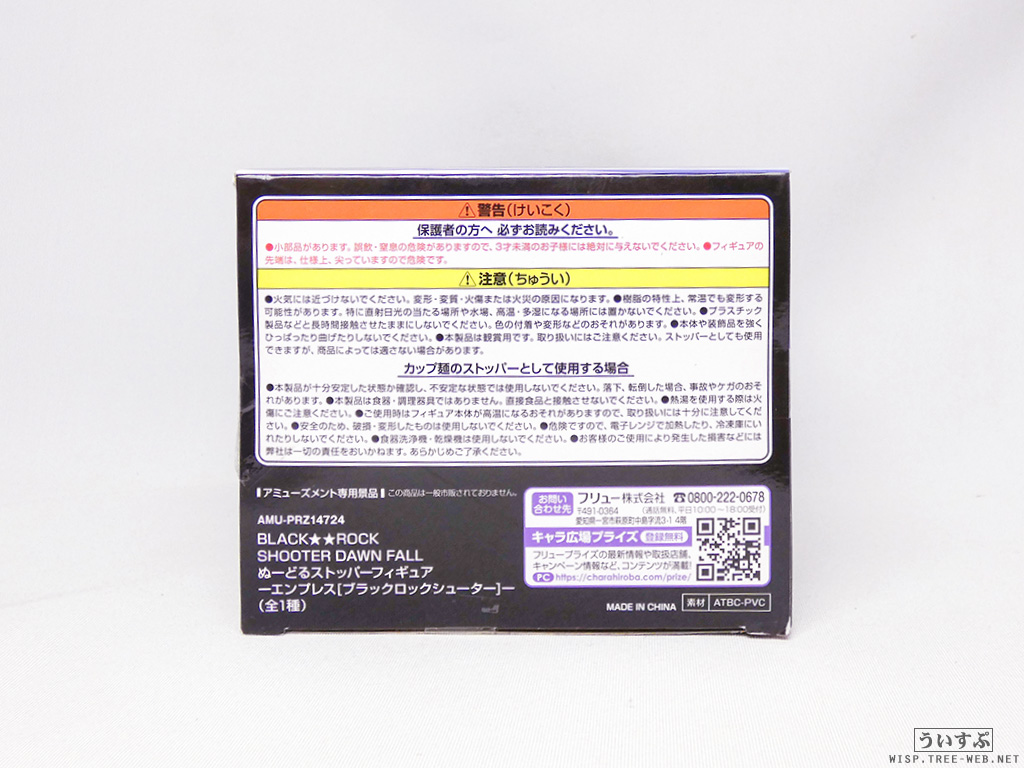 ⚠警告(けいこく)
保護者の方へ 必ずお読みください。
●小部品があります。誤飲・窒息の危険がありますので、3才未満のお子様には絶対に与えないでください。●フィギュアの
先端は、仕様上、尖っていますので危険です。
⚠注意(ちゅうい)
●火気には近づけないでください。変形・変質・火傷または火災の原因になります。●樹脂の特性上、常温でも変形する
可能性があります。特に直射日光の当たる場所や水場、高温・多湿になる場所には置かないでください。●プラスチック
製品などと長時間接触させたままにしないでください。色の付着や変形などのおそれがあります。●本体や装飾品を強く
ひっぱったり曲げたりしないでください。●本製品は観賞用です。取り扱いにはご注意ください。ストッパーとしても使用
できますが、商品によっては適さない場合があります。
カップ麺のストッパーとして使用する場合
●本製品が十分安定した状態か確認し、不安定な状態では使用しないでください。落下、転倒した場合、事故やケガのおそ
れがあります。●本製品は食器・調理器具ではありません。直接食品と接触させないでください。●熱湯を使用する際は火
傷にご注意ください。●ご使用時はフィギュア本体が高温になるおそれがありますので、取り扱いには十分に注意してくだ
さい。●安全のため、破損・変形したものは使用しないでください。●危険ですので、電子レンジで加熱したり、冷凍庫にい
れたりしないでください。●食器洗浄機・乾燥機は使用しないでください。●お客様のご使用により発生した損害などには
弊社は一切の責任をおいかねます。あらかじめご了承ください。
アミューズメント専用景品 この商品は一般市販されておりません。
AMU-PRZ14724
BLACK★★ROCK
SHOOTER DAWN FALL
ぬーどるストッパーフィギュア
ーエンプレス[ブラックロックシューター]ー
(全1種)
お問い合わせ先
フリュー株式会社 ☎0800-222-0678
〒491-0364 (通話無料、平日10:00～18:00受付)
愛知県一宮市萩原町中島字流3-1 4階
キャラ広場プライズ 登録無料
フリュープライズの最新情報や取扱店舗、
キャンペーン情報など、コンテンツが満載!
PC https://charahiroba.com/prize/
MADE IN CHINA 素材 ATBC-PVC
ういすぷ
WISP.TREE-WEB.NET